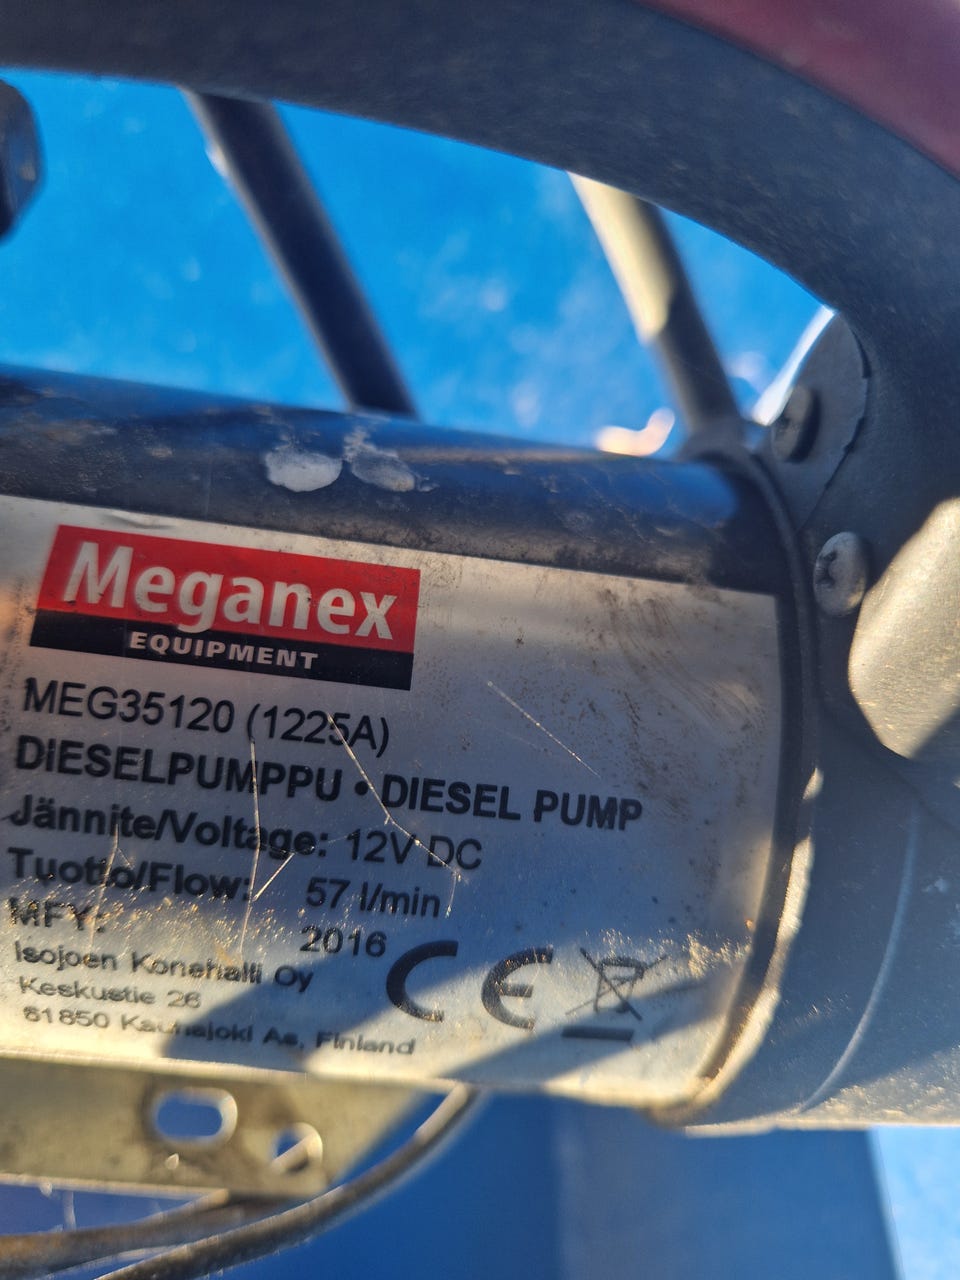 Meganex
EQUIPMENT
MEG35120 (1225A)
DIESELPUMPPU • DIESEL PUMP
Jännite/Voltage: 12V DC
Tuotto/Flow: 57 l/min
MFY: 2016
Isojoen Konehalli Oy
Keskustie 26
61850 Kauhajoki As, Finland
CE